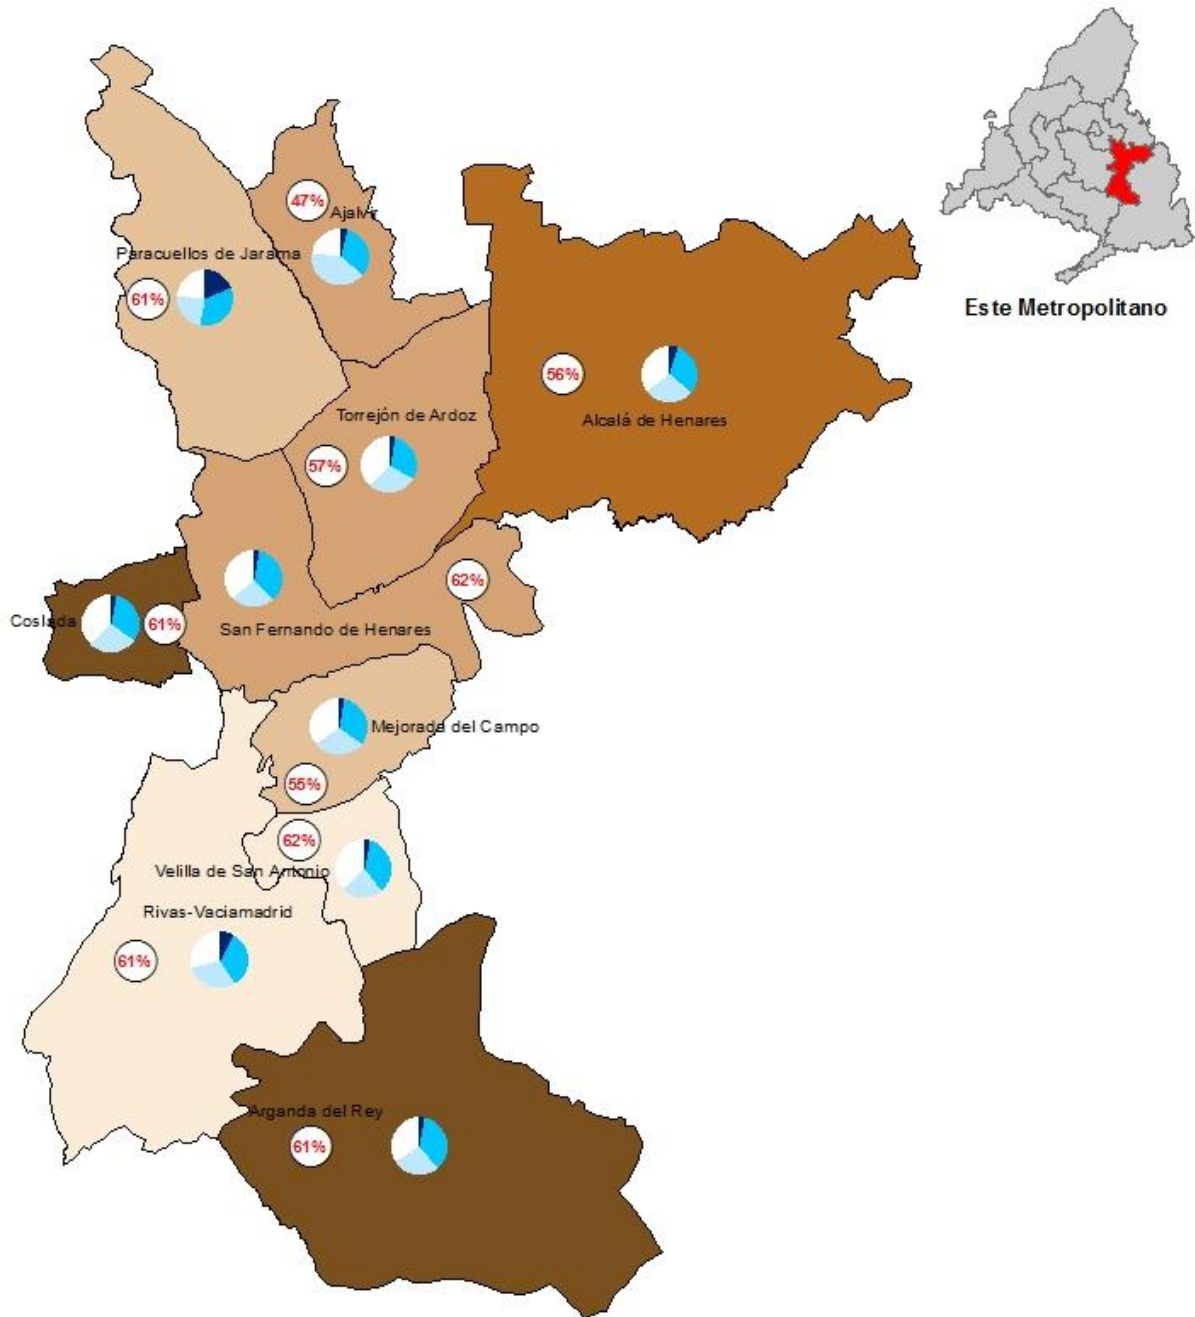 47%
Ajalvir
Paracuellos de Jarama
61%
Este Metropolitano
56%
Alcalá de Henares
Torrejón de Ardoz
57%
62%
Coslada
61%
San Fernando de Henares
Mejorada del Campo
55%
62%
Velilla de San Antonio
Rivas-Vaciamadrid
61%
Arganda del Rey
61%